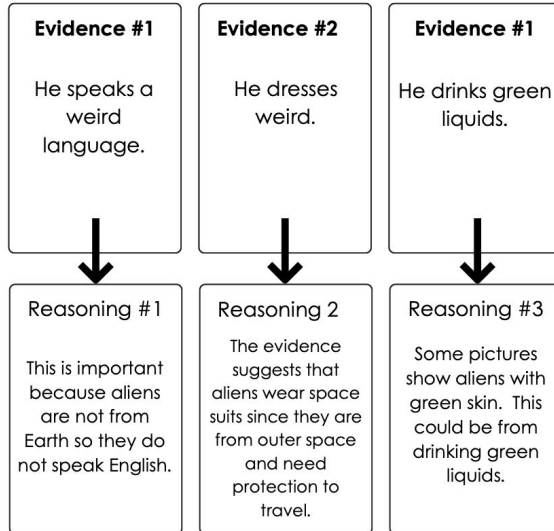 Evidence #1
He speaks a
weird
language.
Evidence #2
He dresses
weird.
Evidence #1
He drinks green
liquids.
Reasoning #1
This is important
because aliens
are not from
Earth so they do
not speak English.
Reasoning 2
The evidence
suggests that
aliens wear space
suits since they are
from outer space
and need
protection to
travel.
Reasoning #3
Some pictures
show aliens with
green skin.  This
could be from
drinking green
liquids.